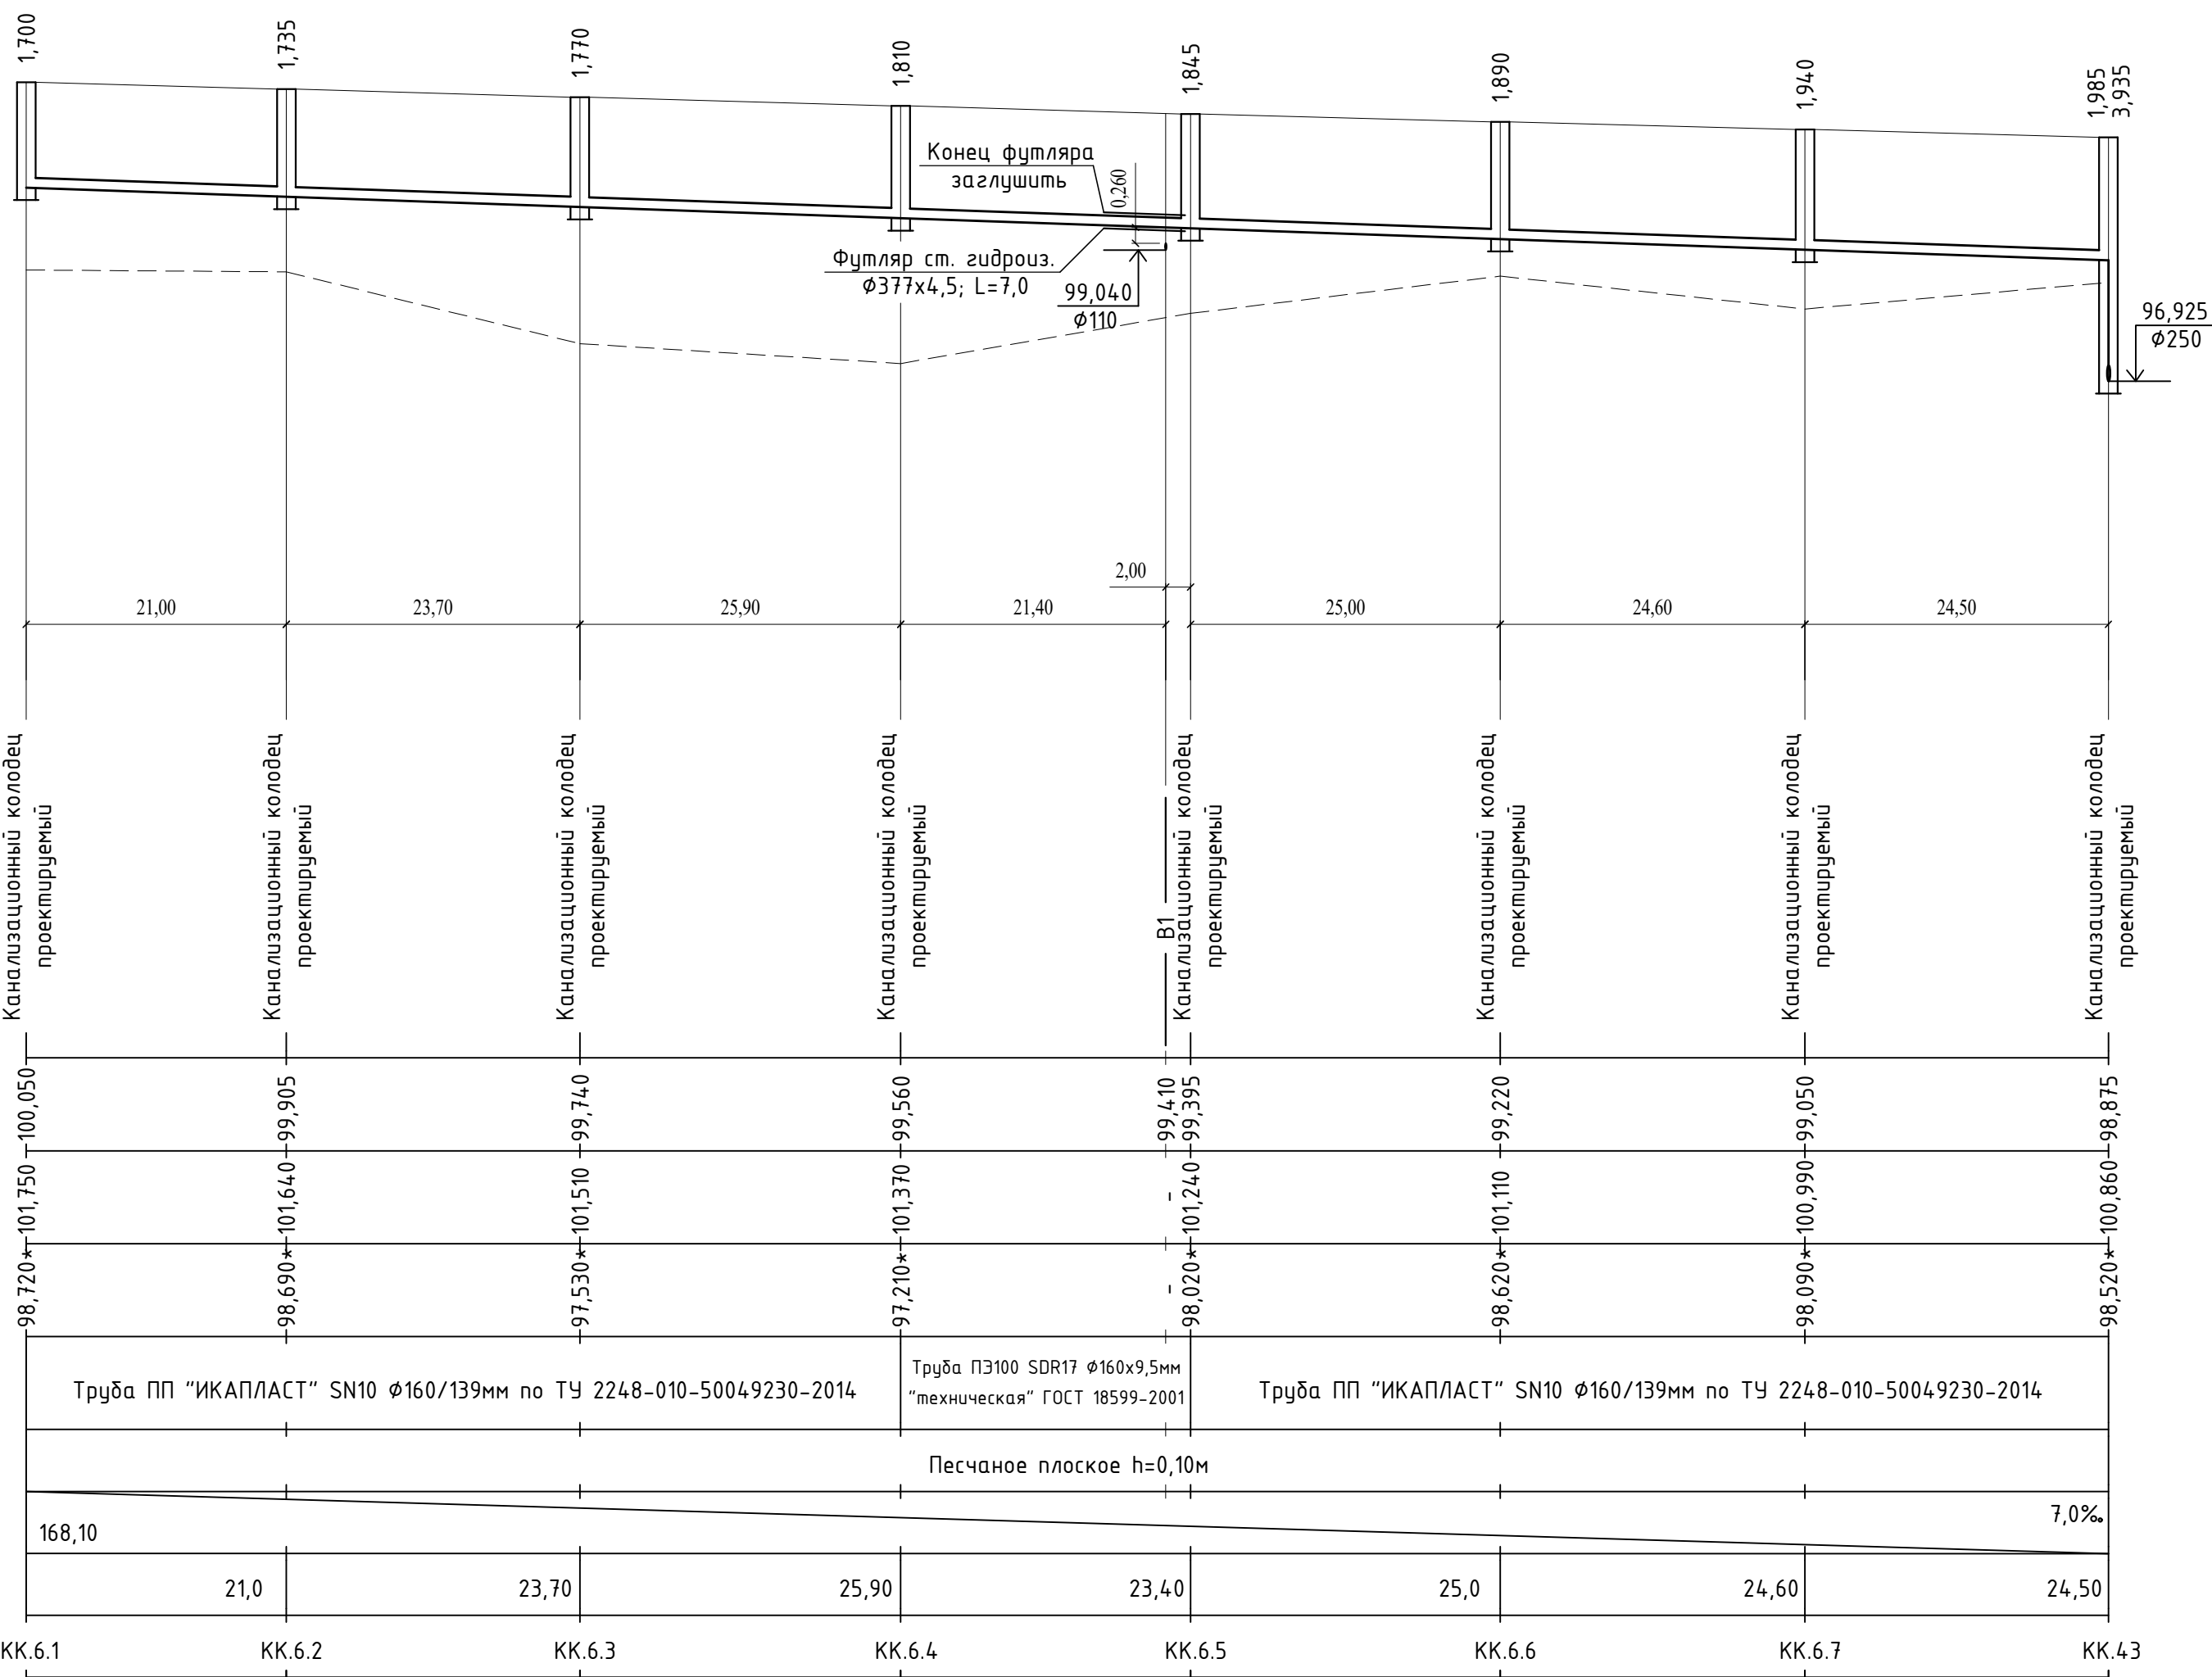 1,700
1,735
1,770
1,810
1,845
1,890
1,940
1,985
3,935
Конец футляра
заглушить
0,260
Футляр ст. гидроиз.
Ф377х4,5; L=7,0
99,040
Ф110
96,925
Ф250
2,00
21,00
23,70
25,90
21,40
25,00
24,60
24,50
Канализационный колодец
проектируемый
Канализационный колодец
проектируемый
Канализационный колодец
проектируемый
Канализационный колодец
проектируемый
В1
Канализационный колодец
проектируемый
Канализационный колодец
проектируемый
Канализационный колодец
проектируемый
Канализационный колодец
проектируемый
100,050
99,905
99,740
99,560
99,410
99,395
99,220
99,050
98,875
101,750
101,640
101,510
101,370
-
101,240
101,110
100,990
100,860
98,720*
98,690*
97,530*
97,210*
-
98,020*
98,620*
98,090*
98,520*
Труба ПП "ИКАПЛАСТ" SN10 Ф160/139мм по ТУ 2248-010-50049230-2014
Труба ПЭ100 SDR17 Ф160х9,5мм
"техническая" ГОСТ 18599-2001
Труба ПП "ИКАПЛАСТ" SN10 Ф160/139мм по ТУ 2248-010-50049230-2014
Песчаное плоское h=0,10м
168,10
7,0‰
21,0
23,70
25,90
23,40
25,0
24,60
24,50
КК.6.1
КК.6.2
КК.6.3
КК.6.4
КК.6.5
КК.6.6
КК.6.7
КК.43